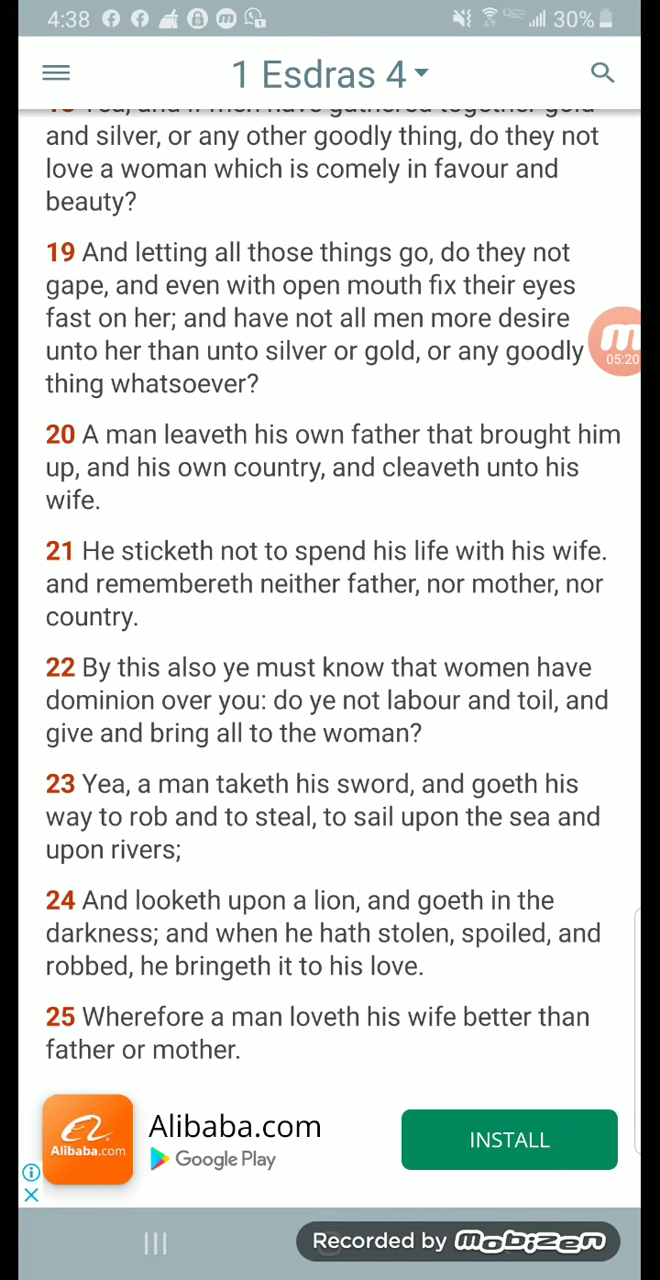 4:38
30%
1 Esdras 4
18 Yea, and if men have gathered together gold
and silver, or any other goodly thing, do they not
love a woman which is comely in favour and
beauty?
19 And letting all those things go, do they not
gape, and even with open mouth fix their eyes
fast on her; and have not all men more desire
unto her than unto silver or gold, or any goodly
thing whatsoever?
m
05:20
20 A man leaveth his own father that brought him
up, and his own country, and cleaveth unto his
wife.
21 He sticketh not to spend his life with his wife.
and remembereth neither father, nor mother, nor
country.
22 By this also ye must know that women have
dominion over you: do ye not labour and toil, and
give and bring all to the woman?
23 Yea, a man taketh his sword, and goeth his
way to rob and to steal, to sail upon the sea and
upon rivers;
24 And looketh upon a lion, and goeth in the
darkness; and when he hath stolen, spoiled, and
robbed, he bringeth it to his love.
25 Wherefore a man loveth his wife better than
father or mother.
Alibaba.com
Alibaba.com
Google Play
INSTALL
Recorded by mobizen